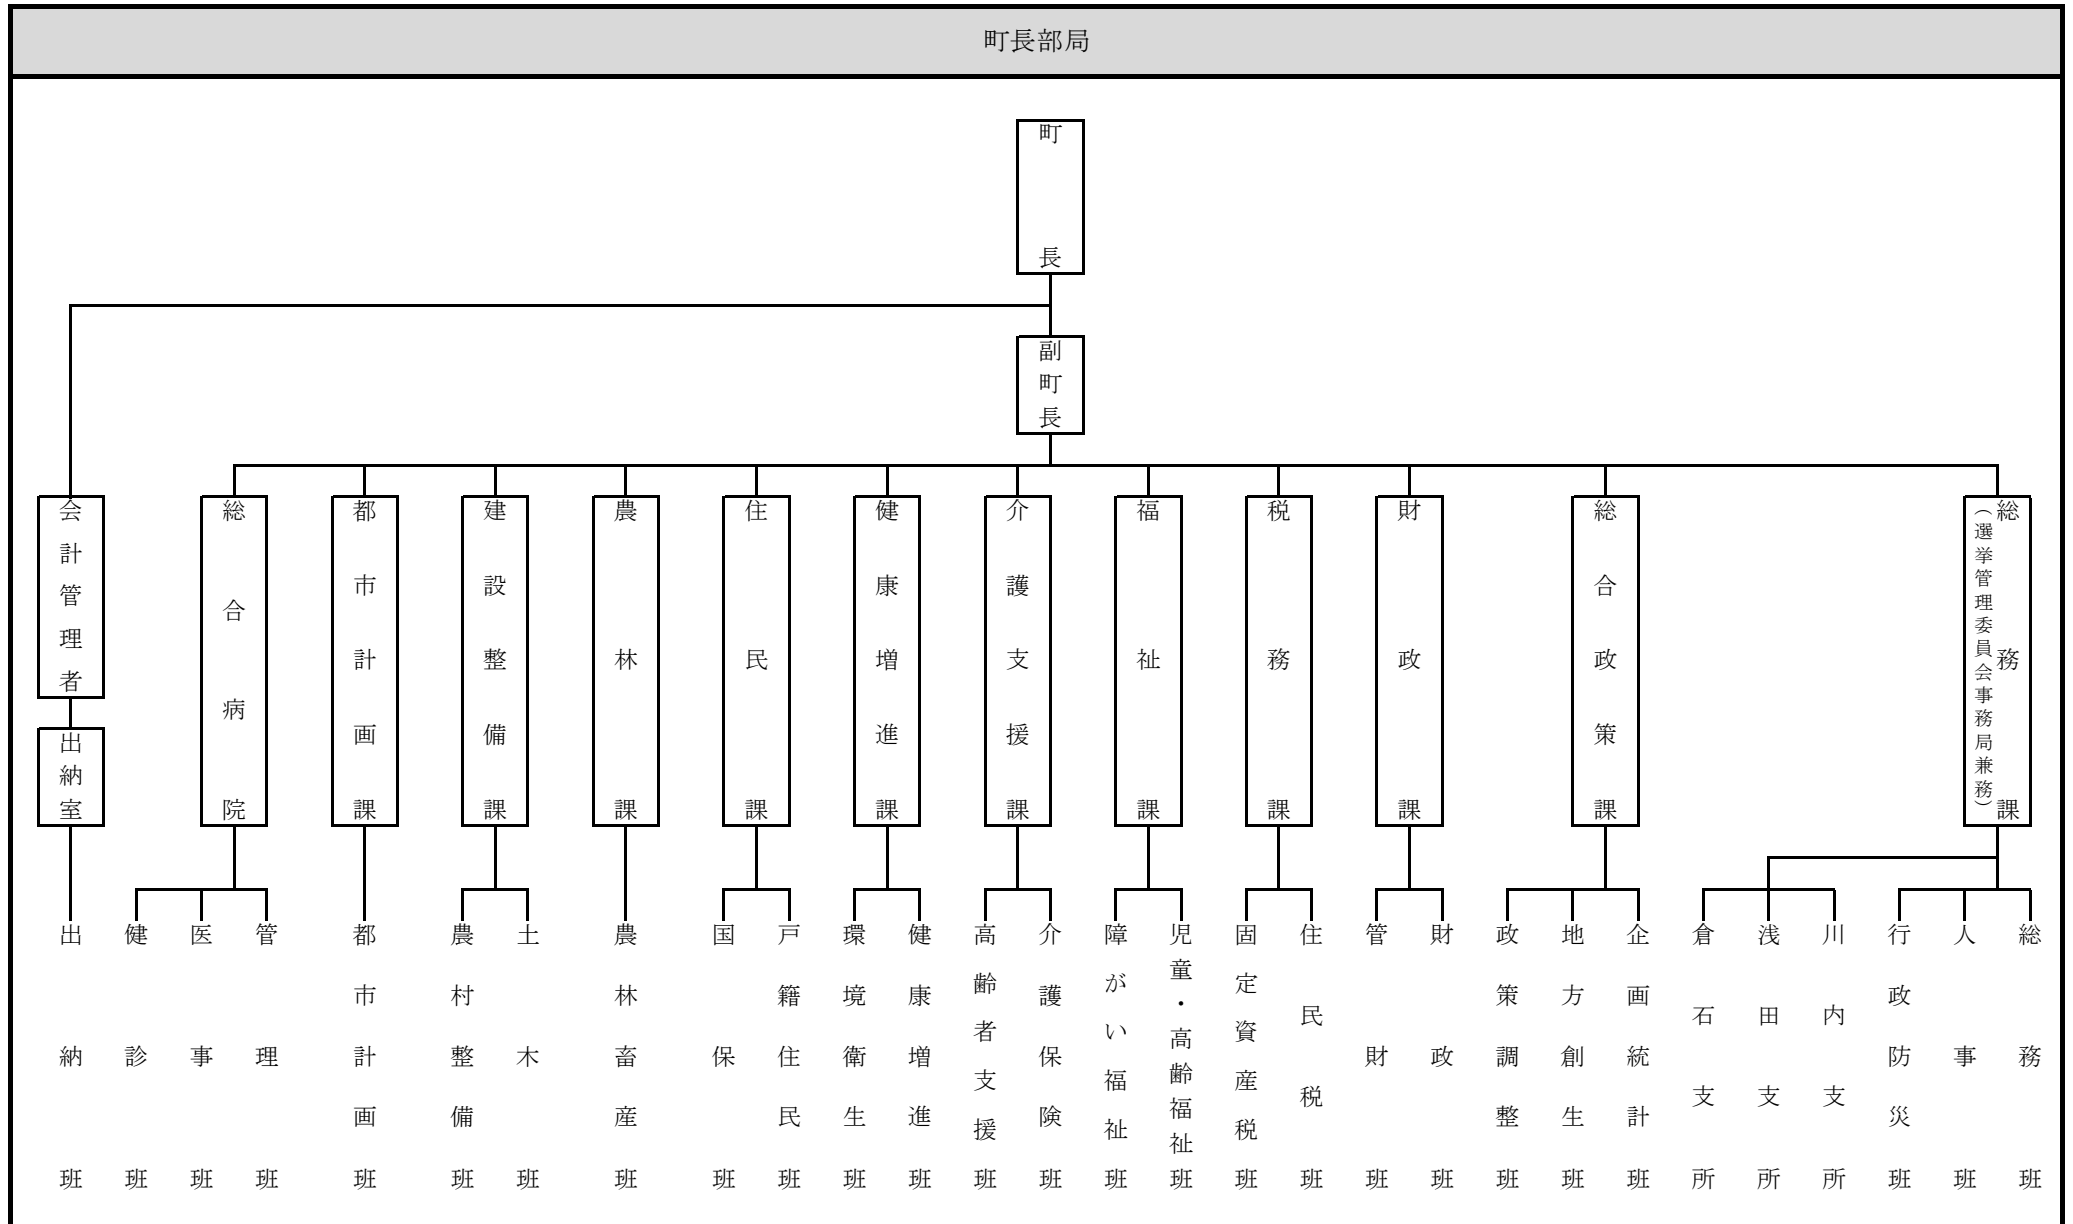 町長部局
町長
副町長
総務課
（選挙管理委員会事務局兼務）
総合政策課
財政課
税務課
福祉課
介護支援課
健康増進課
住民課
農林課
建設整備課
都市計画課
総合病院
会計管理者
出納室
総務班
人事班
行政防災班
川内支所
浅田支所
倉石支所
企画統計班
地方創生班
政策調整班
財政班
管財班
住民税班
固定資産税班
児童・高齢福祉班
障がい福祉班
介護保険班
高齢者支援班
健康増進班
環境衛生班
戸籍住民班
国保班
農林畜産班
土木班
農村整備班
都市計画班
管理班
医事班
健診班
出納班